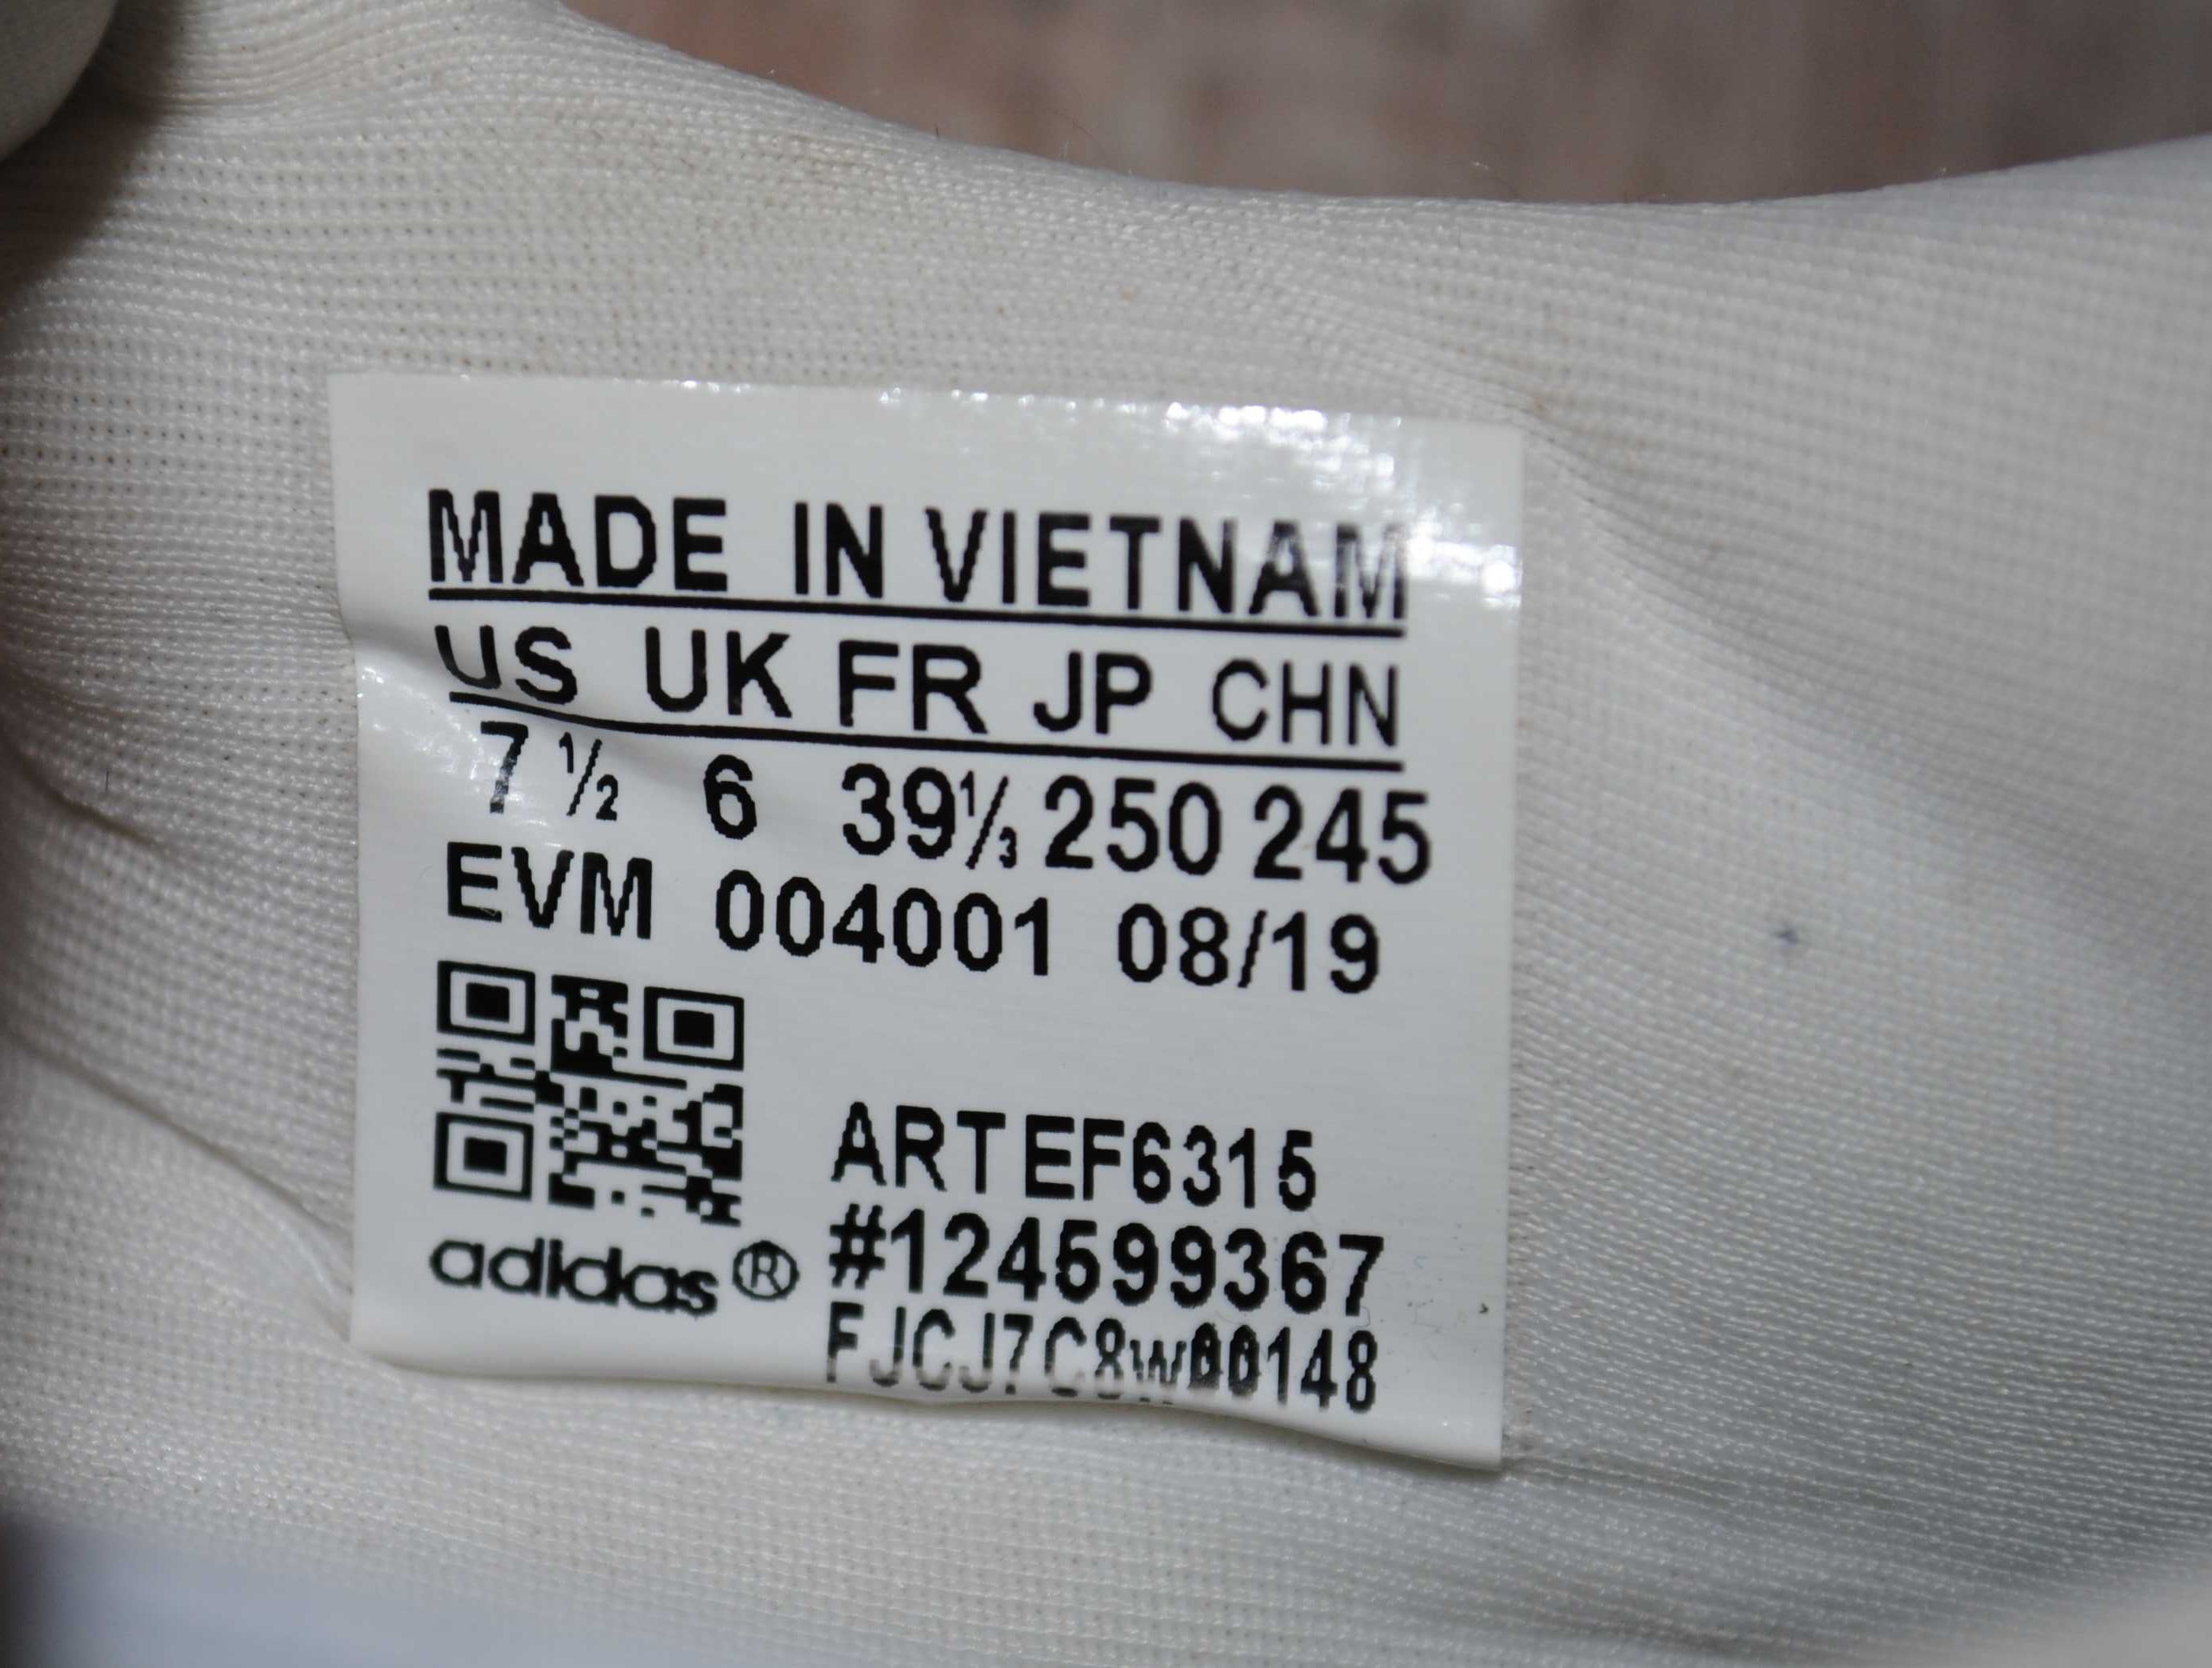 MADE IN VIETNAM
US UK FR JP CHN
7 ½ 6 39⅓ 250 245
EVM 004001 08/19
ART EF6315
#124599367
adidas®
FJCJ7C8W00148